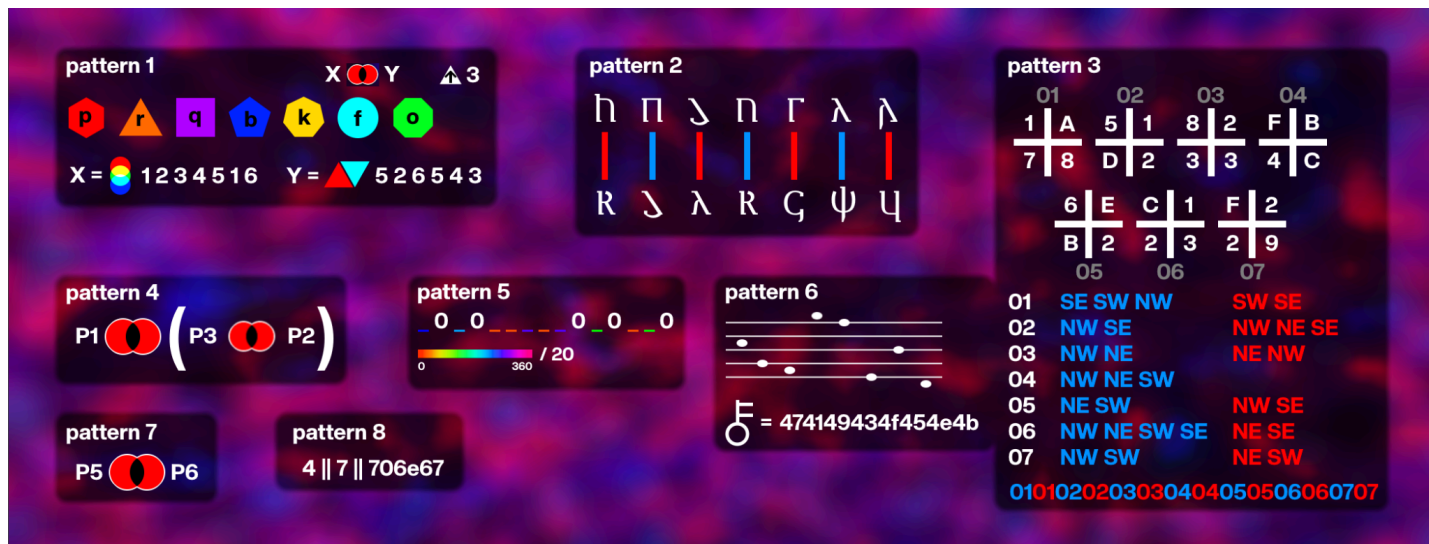 pattern 1
X Y 3
p r q b k f o
X = 1 2 3 4 5 1 6 Y = 5 2 6 5 4 3
pattern 2
pattern 3
01 02 03 04
1 A 5 1 8 2 F B
7 8 D 2 3 3 4 C
6 E C 1 F 2
B 2 2 3 2 9
05 06 07
01 SE SW NW SW SE
02 NW SE NW NE SE
03 NW NE NE NW
04 NW NE SW
05 NE SW NW SE
06 NW NE SW SE NE SE
07 NW SW NE SW
0101020203030404050506060707
pattern 4
P1 ( P3 P2 )
pattern 5
_ 0 _ 0 _ _ _ _ _ 0 _ 0 _ _ 0
/ 20
0 360
pattern 6
= 474149434f454e4b
pattern 7
P5 P6
pattern 8
4 || 7 || 706e67